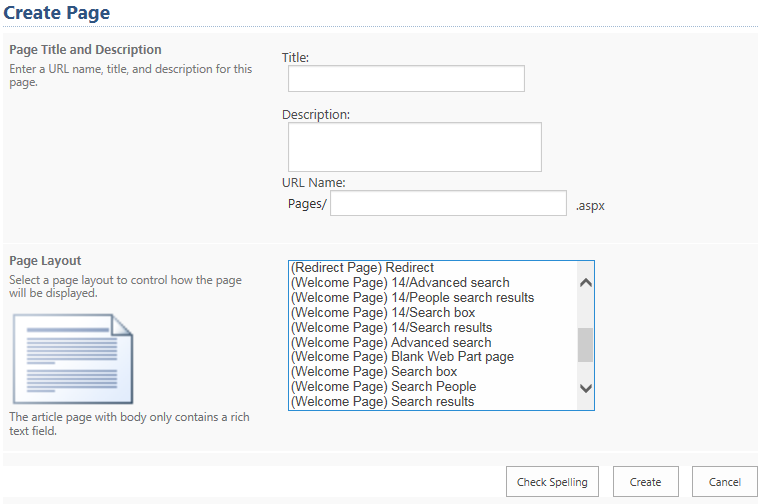 Create Page
Page Title and Description
Enter a URL name, title, and description for this
page.
Title:
Description:
URL Name:
Pages/ .aspx
Page Layout
Select a page layout to control how the page
will be displayed.
The article page with body only contains a rich
text field.
(Redirect Page) Redirect
(Welcome Page) 14/Advanced search
(Welcome Page) 14/People search results
(Welcome Page) 14/Search box
(Welcome Page) 14/Search results
(Welcome Page) Advanced search
(Welcome Page) Blank Web Part page
(Welcome Page) Search box
(Welcome Page) Search People
(Welcome Page) Search results
Check Spelling Create Cancel